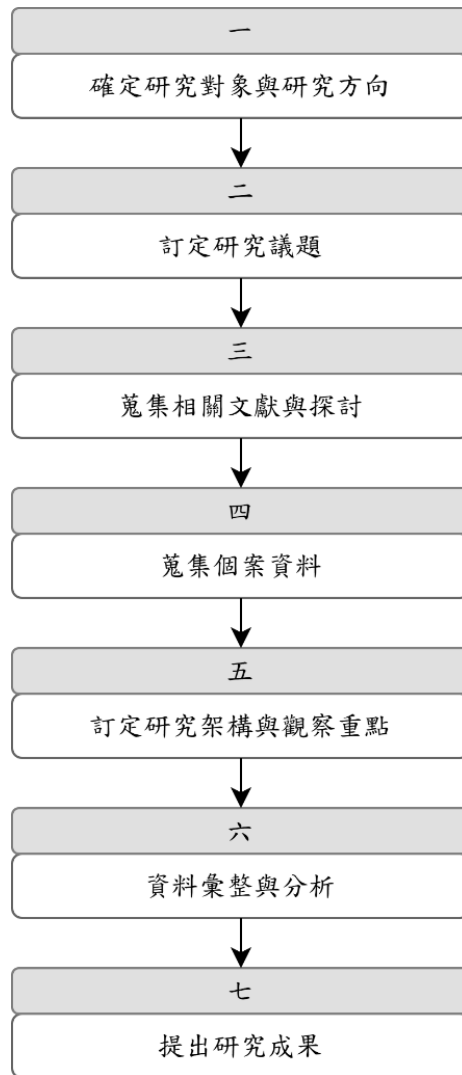 一
確定研究對象與研究方向
二
訂定研究議題
三
蒐集相關文獻與探討
四
蒐集個案資料
五
訂定研究架構與觀察重點
六
資料彙整與分析
七
提出研究成果